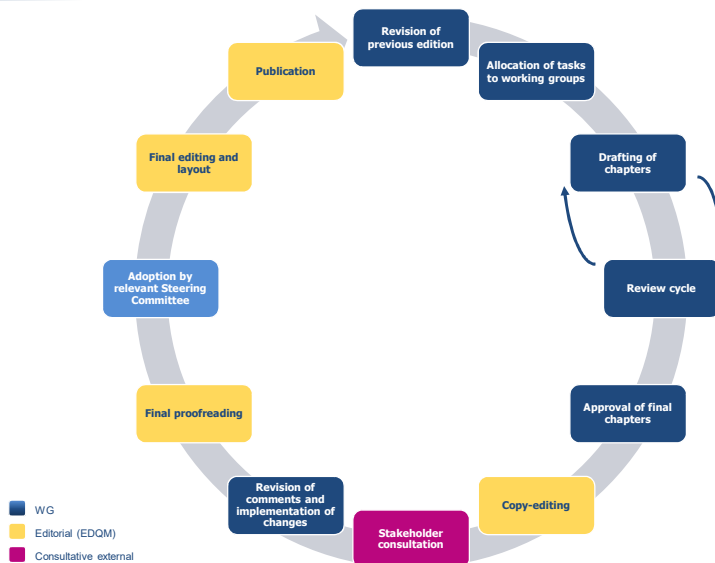 Revision of
previous edition
Allocation of tasks
to working groups
Drafting of
chapters
Review cycle
Approval of final
chapters
Copy-editing
Stakeholder
consultation
Revision of
comments and
implementation of
changes
Final proofreading
Adoption by
relevant Steering
Committee
Final editing and
layout
Publication
WG
Editorial (EDQM)
Consultative external